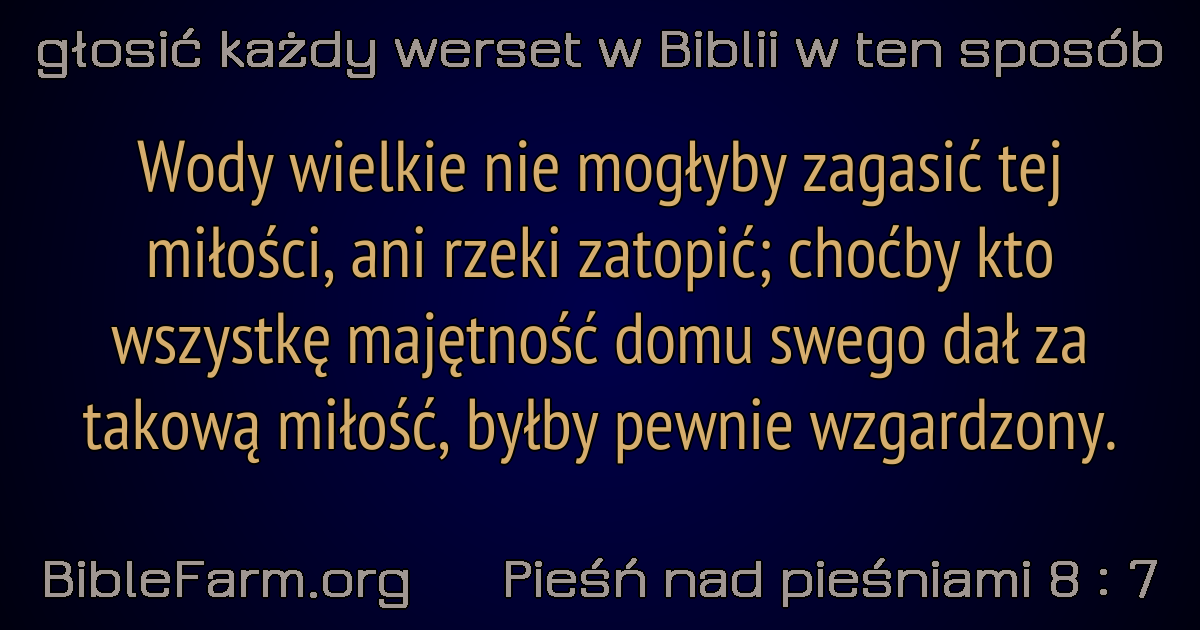 głosić każdy werset w Biblii w ten sposób
Wody wielkie nie mogłyby zagasić tej
miłości, ani rzeki zatopić; choćby kto
wszystkę majętność domu swego dał za
takową miłość, byłby pewnie wzgardzony.
BibleFarm.org Pieśń nad pieśniami 8 : 7